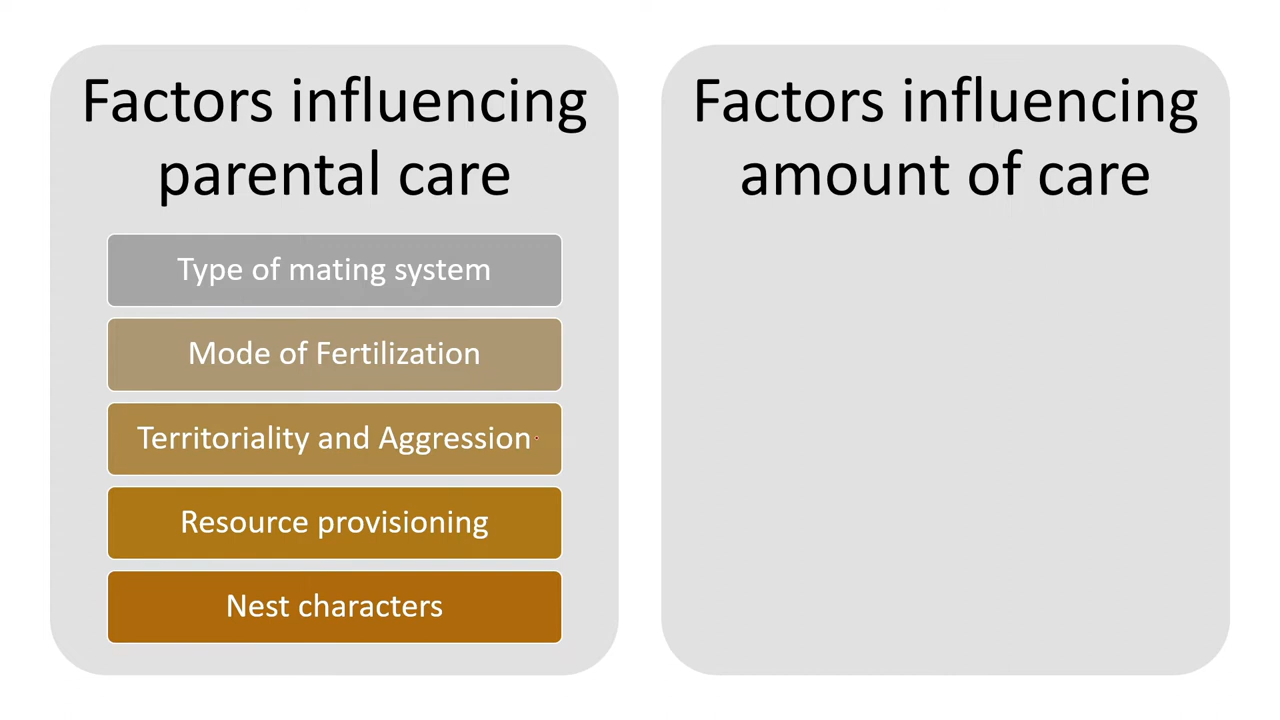 Factors influencing
parental care
Type of mating system
Mode of Fertilization
Territoriality and Aggression
Resource provisioning
Nest characters
Factors influencing
amount of care